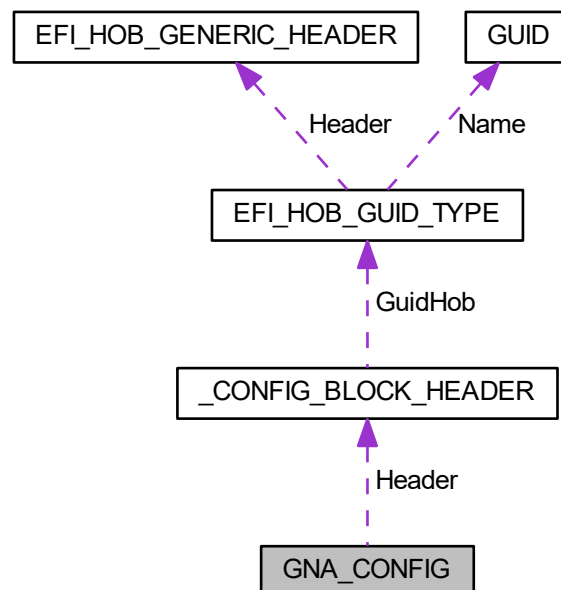 EFI_HOB_GENERIC_HEADER
GUID
Header
Name
EFI_HOB_GUID_TYPE
GuidHob
_CONFIG_BLOCK_HEADER
Header
GNA_CONFIG